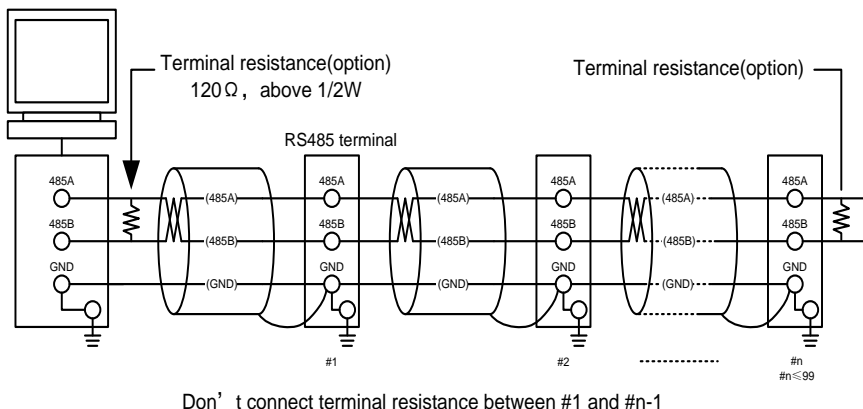 Terminal resistance(option)
120Ω, above 1/2W
Terminal resistance(option)
RS485 terminal
485A
(485A)
485A
(485A)
485A
(485A)
485A
485B
(485B)
485B
(485B)
485B
(485B)
485B
GND
(GND)
GND
(GND)
GND
(GND)
GND
#1
#2
#n
#n≤99
Don't connect terminal resistance between #1 and #n-1